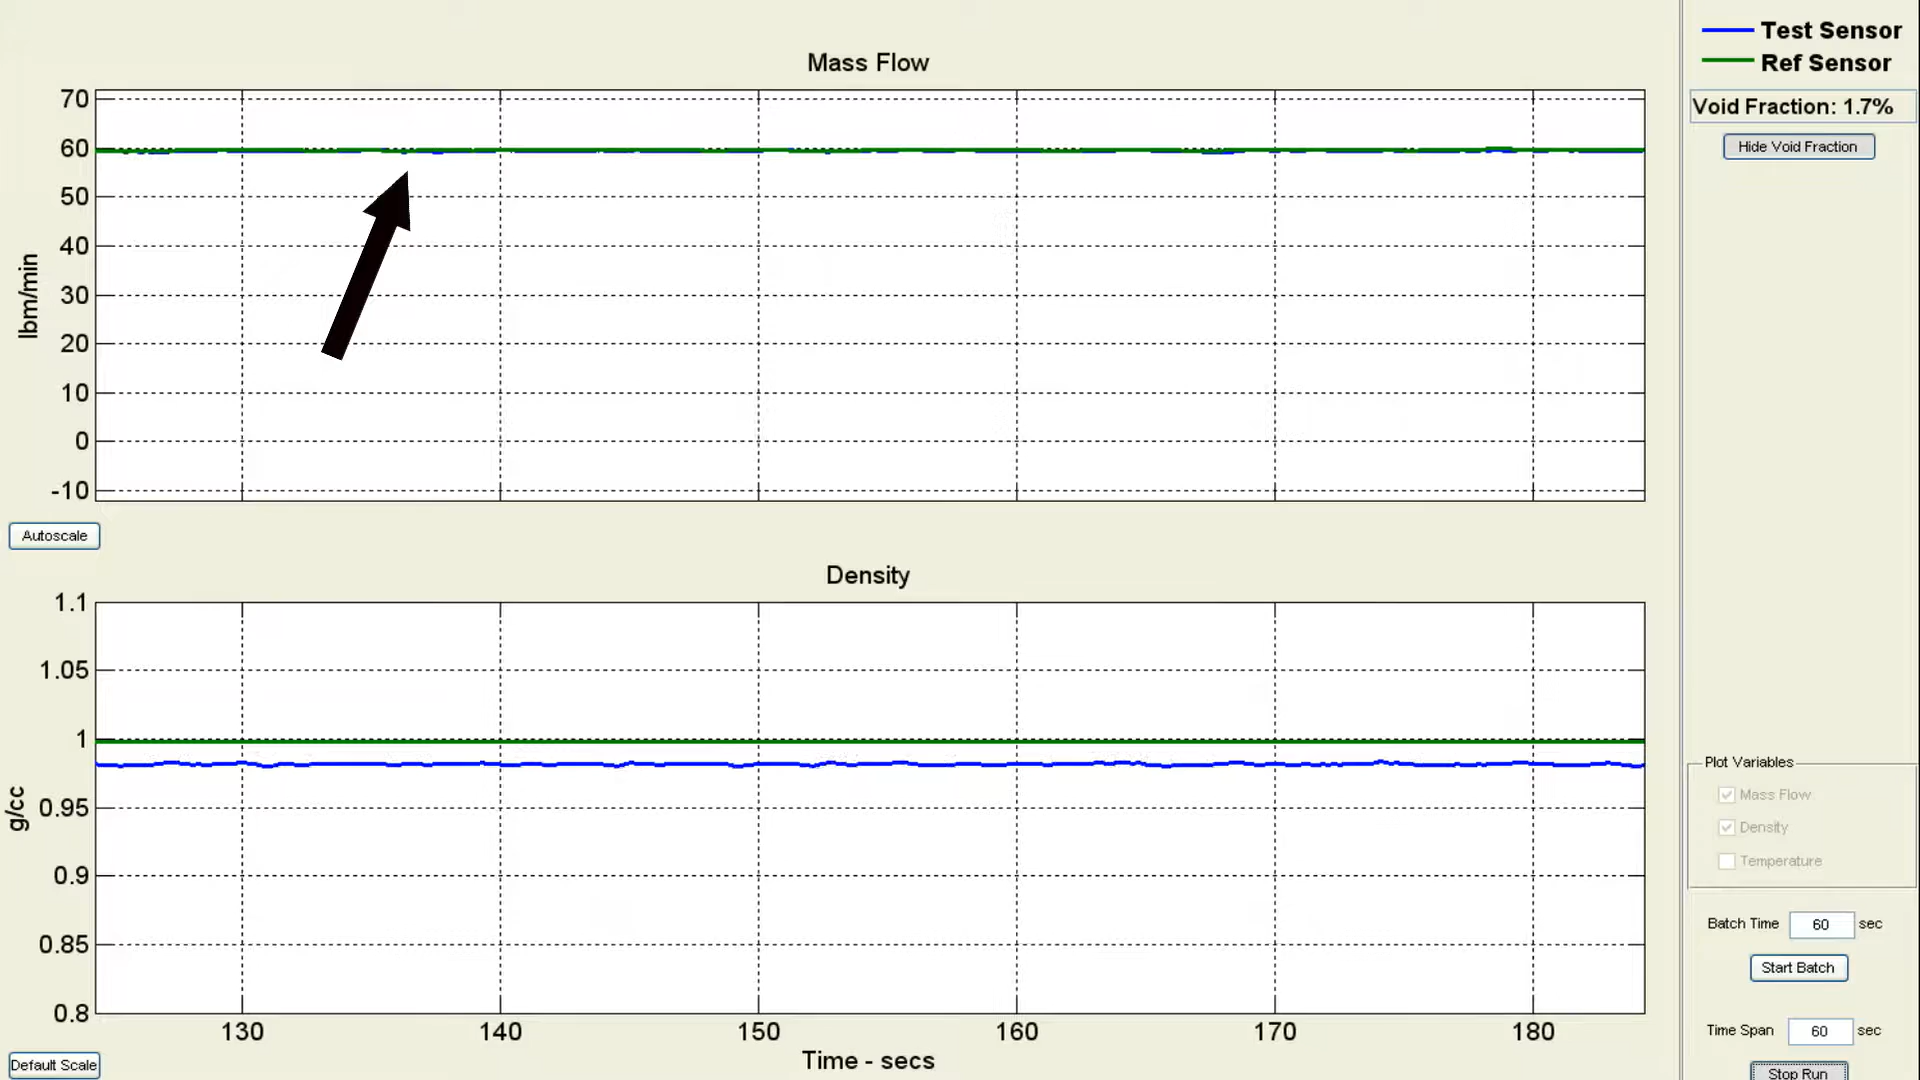 Mass Flow
70
60
50
40
30
20
10
0
-10
lbm/min
Autoscale
Density
1.1
1.05
1
0.95
0.9
0.85
0.8
g/cc
130 140 150 160 170 180
Time - secs
Default Scale
Test Sensor
Ref Sensor
Void Fraction: 1.7%
Hide Void Fraction
Plot Variables
Mass Flow
Density
Temperature
Batch Time 60 sec
Start Batch
Time Span 60 sec
Stop Run